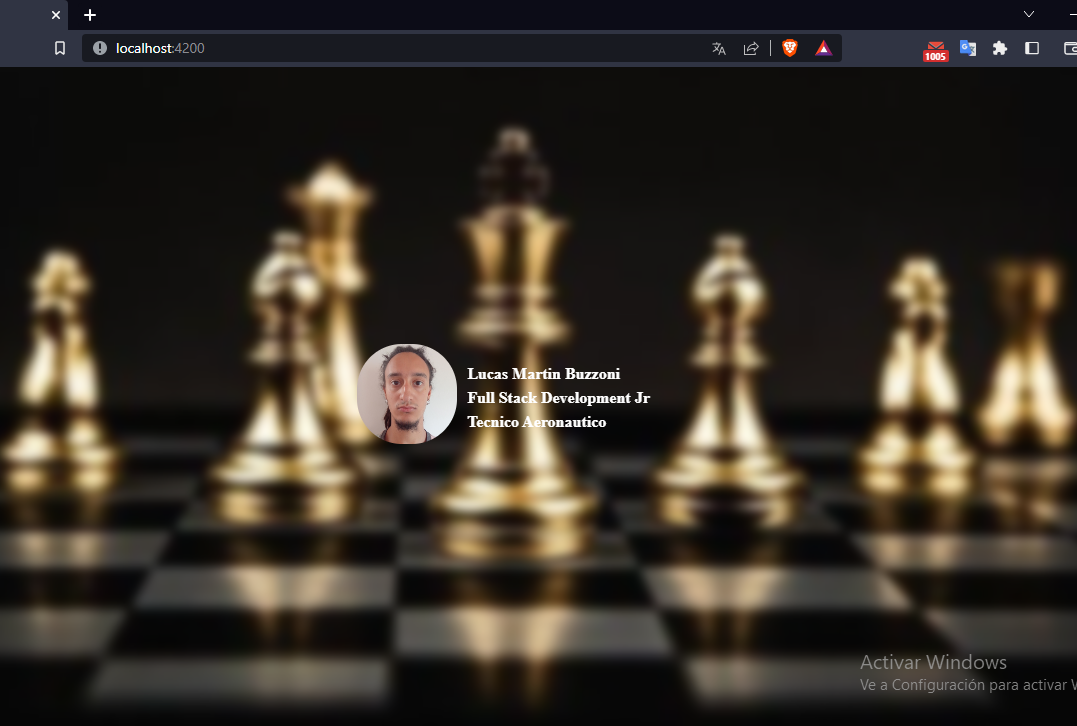 localhost:4200
1005
Lucas Martin Buzzoni
Full Stack Development Jr
Tecnico Aeronautico
Activar Windows
Ve a Configuración para activar W